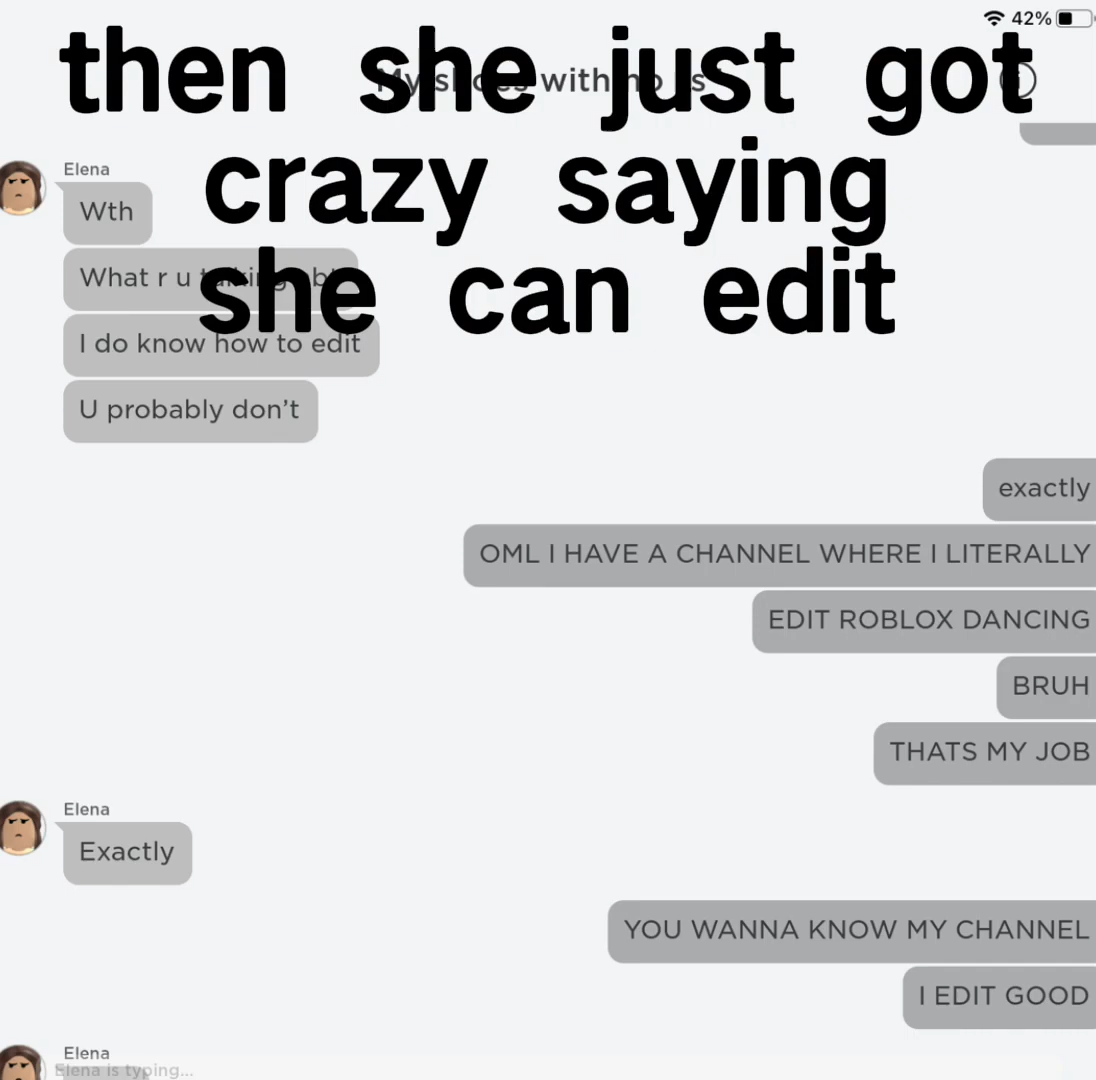 42%
then she just got
crazy saying
she can edit
Elena
Wth
What r u talking abt
I do know how to edit
U probably don't
exactly
OML I HAVE A CHANNEL WHERE I LITERALLY
EDIT ROBLOX DANCING
BRUH
THATS MY JOB
Elena
Exactly
YOU WANNA KNOW MY CHANNEL
I EDIT GOOD
Elena
Elena is typing...